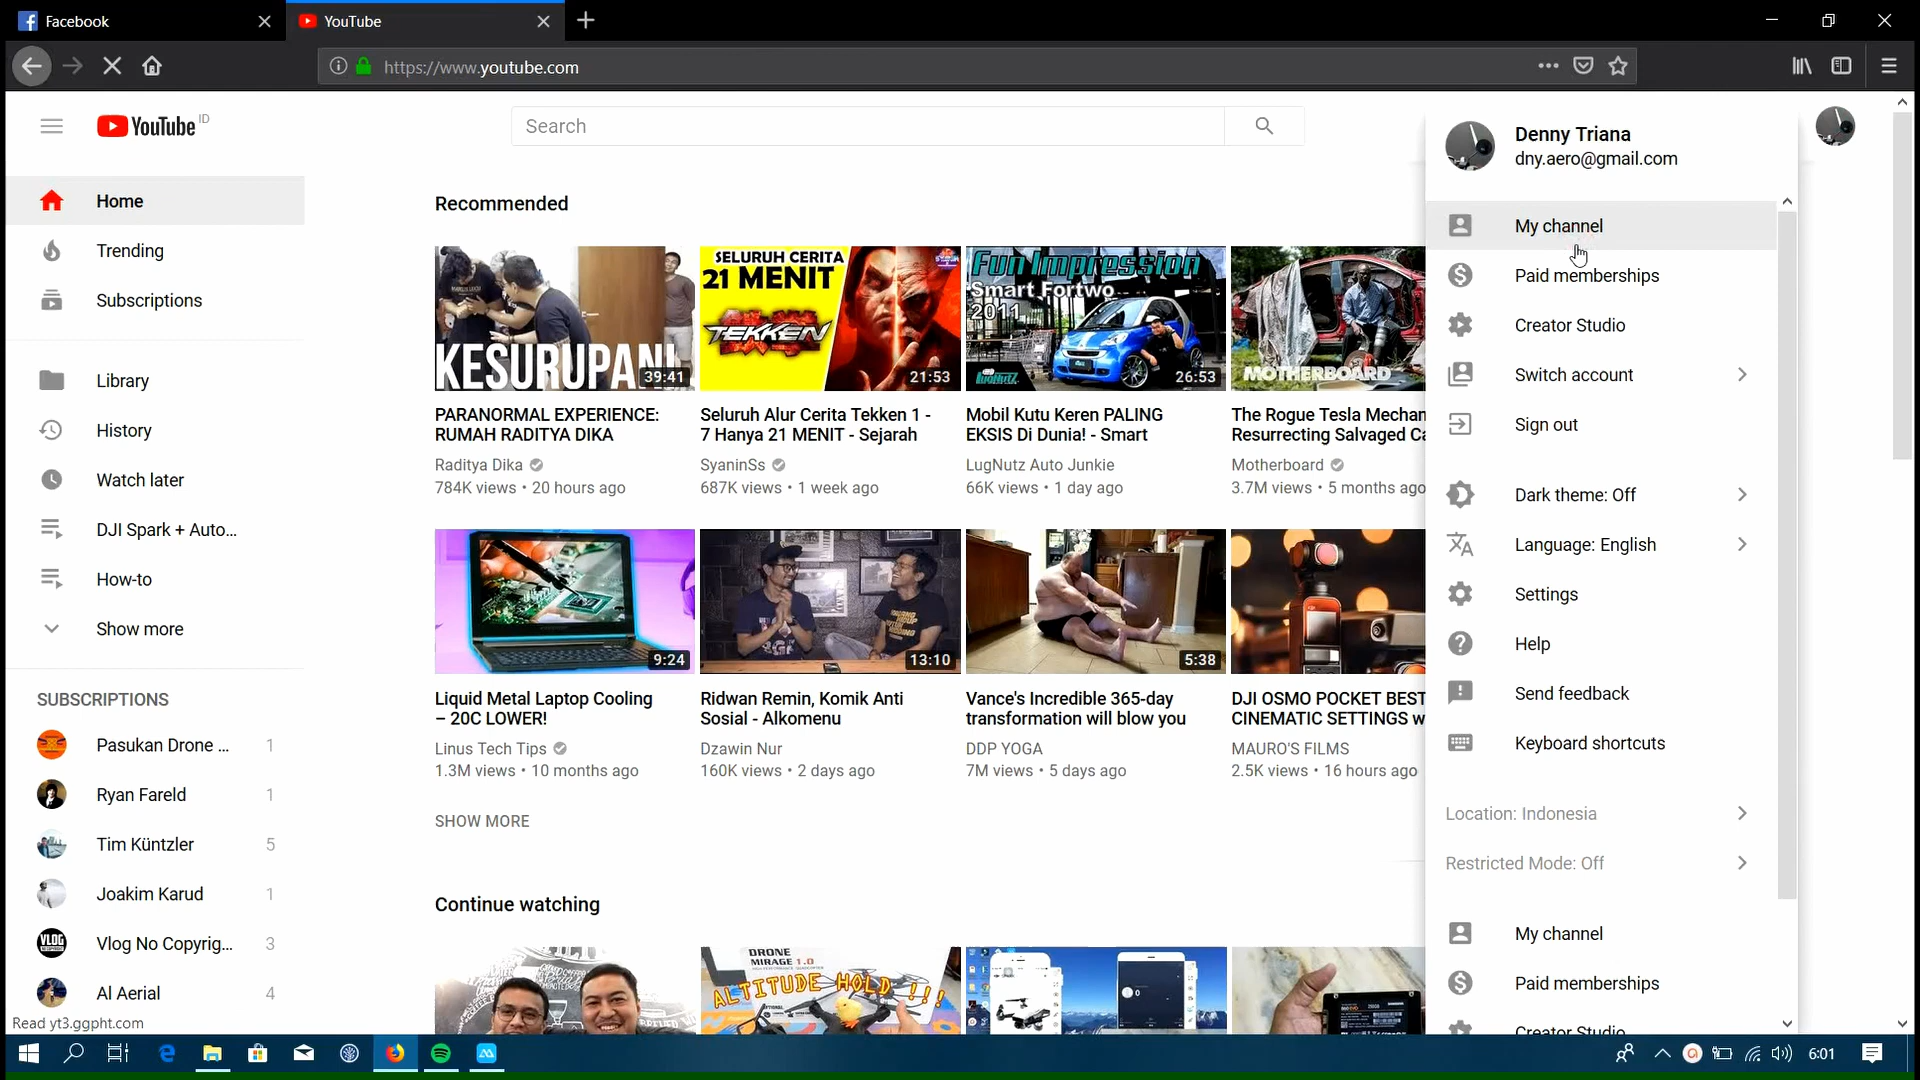 Facebook
YouTube
https://www.youtube.com
YouTube ID
Search
Denny Triana
dny.aero@gmail.com
Home
Trending
Subscriptions
Library
History
Watch later
DJI Spark + Auto...
How-to
Show more
SUBSCRIPTIONS
Pasukan Drone ... 1
Ryan Fareld 1
Tim Küntzler 5
Joakim Karud 1
Vlog No Copyrig... 3
Al Aerial 4
Read yt3.ggpht.com
Recommended
KESURUPAN!
39:41
PARANORMAL EXPERIENCE:
RUMAH RADITYA DIKA
Raditya Dika
784K views • 20 hours ago
SELURUH CERITA
21 MENIT
TEKKEN
21:53
Seluruh Alur Cerita Tekken 1 -
7 Hanya 21 MENIT - Sejarah
SyaninSs
687K views • 1 week ago
Fun Impression
Smart Fortwo
2011
LugNutz
26:53
Mobil Kutu Keren PALING
EKSIS Di Dunia! - Smart
LugNutz Auto Junkie
66K views • 1 day ago
MOTHERBOARD
The Rogue Tesla Mechan
Resurrecting Salvaged Ca
Motherboard
3.7M views • 5 months ago
9:24
Liquid Metal Laptop Cooling
– 20C LOWER!
Linus Tech Tips
1.3M views • 10 months ago
13:10
Ridwan Remin, Komik Anti
Sosial - Alkomenu
Dzawin Nur
160K views • 2 days ago
5:38
Vance's Incredible 365-day
transformation will blow you
DDP YOGA
7M views • 5 days ago
DJI OSMO POCKET BEST
CINEMATIC SETTINGS w
MAURO'S FILMS
2.5K views • 16 hours ago
SHOW MORE
Continue watching
DRONE
MIRAGE 1.0
ALTITUDE HOLD !!!
My channel
Paid memberships
Creator Studio
Switch account
Sign out
Dark theme: Off
Language: English
Settings
Help
Send feedback
Keyboard shortcuts
Location: Indonesia
Restricted Mode: Off
My channel
Paid memberships
Creator Studio
6:01